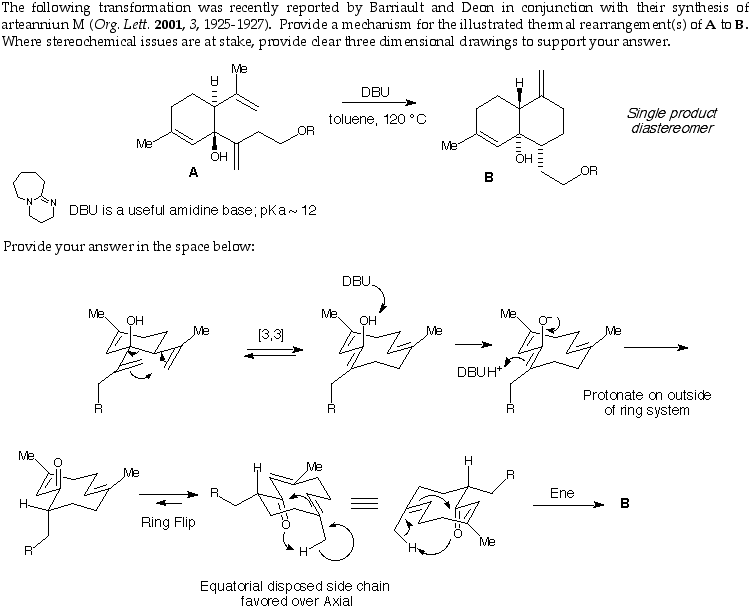 The following transformation was recently reported by Barriault and Deon in conjunction with their synthesis of
arteanniun M (Org. Lett. 2001, 3, 1925-1927). Provide a mechanism for the illustrated thermal rearrangement(s) of A to B.
Where stereochemical issues are at stake, provide clear three dimensional drawings to support your answer.
Me
H
DBU
H
OR
toluene, 120 °C
Single product
diastereomer
Me
OH
Me
OH
A
B
OR
N
N
DBU is a useful amidine base; pKa ~ 12
Provide your answer in the space below:
DBU
Me
OH
Me
[3,3]
Me
OH
Me
Me
O-
Me
DBUH+
R
R
R
Protonate on outside
of ring system
Me
O
Me
H
R
Ring Flip
H
Me
R
O
H
H
R
H
O
Me
Ene
B
Equatorial disposed side chain
favored over Axial